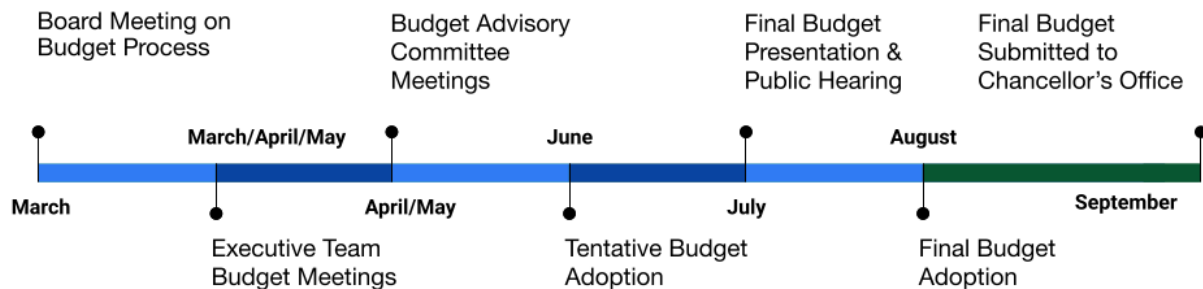 Board Meeting on
Budget Process
Budget Advisory
Committee
Meetings
Final Budget
Presentation &
Public Hearing
Final Budget
Submitted to
Chancellor's Office
March/April/May
June
August
March
April/May
July
September
Executive Team
Budget Meetings
Tentative Budget
Adoption
Final Budget
Adoption